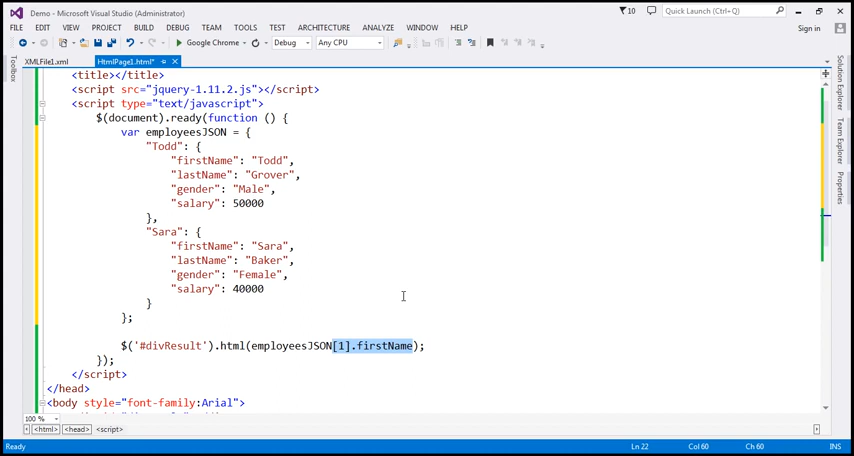 Demo - Microsoft Visual Studio (Administrator)
10
Quick Launch (Ctrl+Q)
FILE EDIT VIEW PROJECT BUILD DEBUG TEAM TOOLS TEST ARCHITECTURE ANALYZE WINDOW HELP
Sign in
Google Chrome Debug Any CPU
XMLFile1.xml HtmlPage1.html*
Toolbox
Solution Explorer
Team Explorer
Properties
<title></title>
<script src="jquery-1.11.2.js"></script>
<script type="text/javascript">
$(document).ready(function () {
var employeesJSON = {
"Todd": {
"firstName": "Todd",
"lastName": "Grover",
"gender": "Male",
"salary": 50000
},
"Sara": {
"firstName": "Sara",
"lastName": "Baker",
"gender": "Female",
"salary": 40000
}
};
$('#divResult').html(employeesJSON[1].firstName);
});
</script>
</head>
<body style="font-family:Arial">
100 %
<html> <head> <script>
Ready Ln 22 Col 60 Ch 60 INS